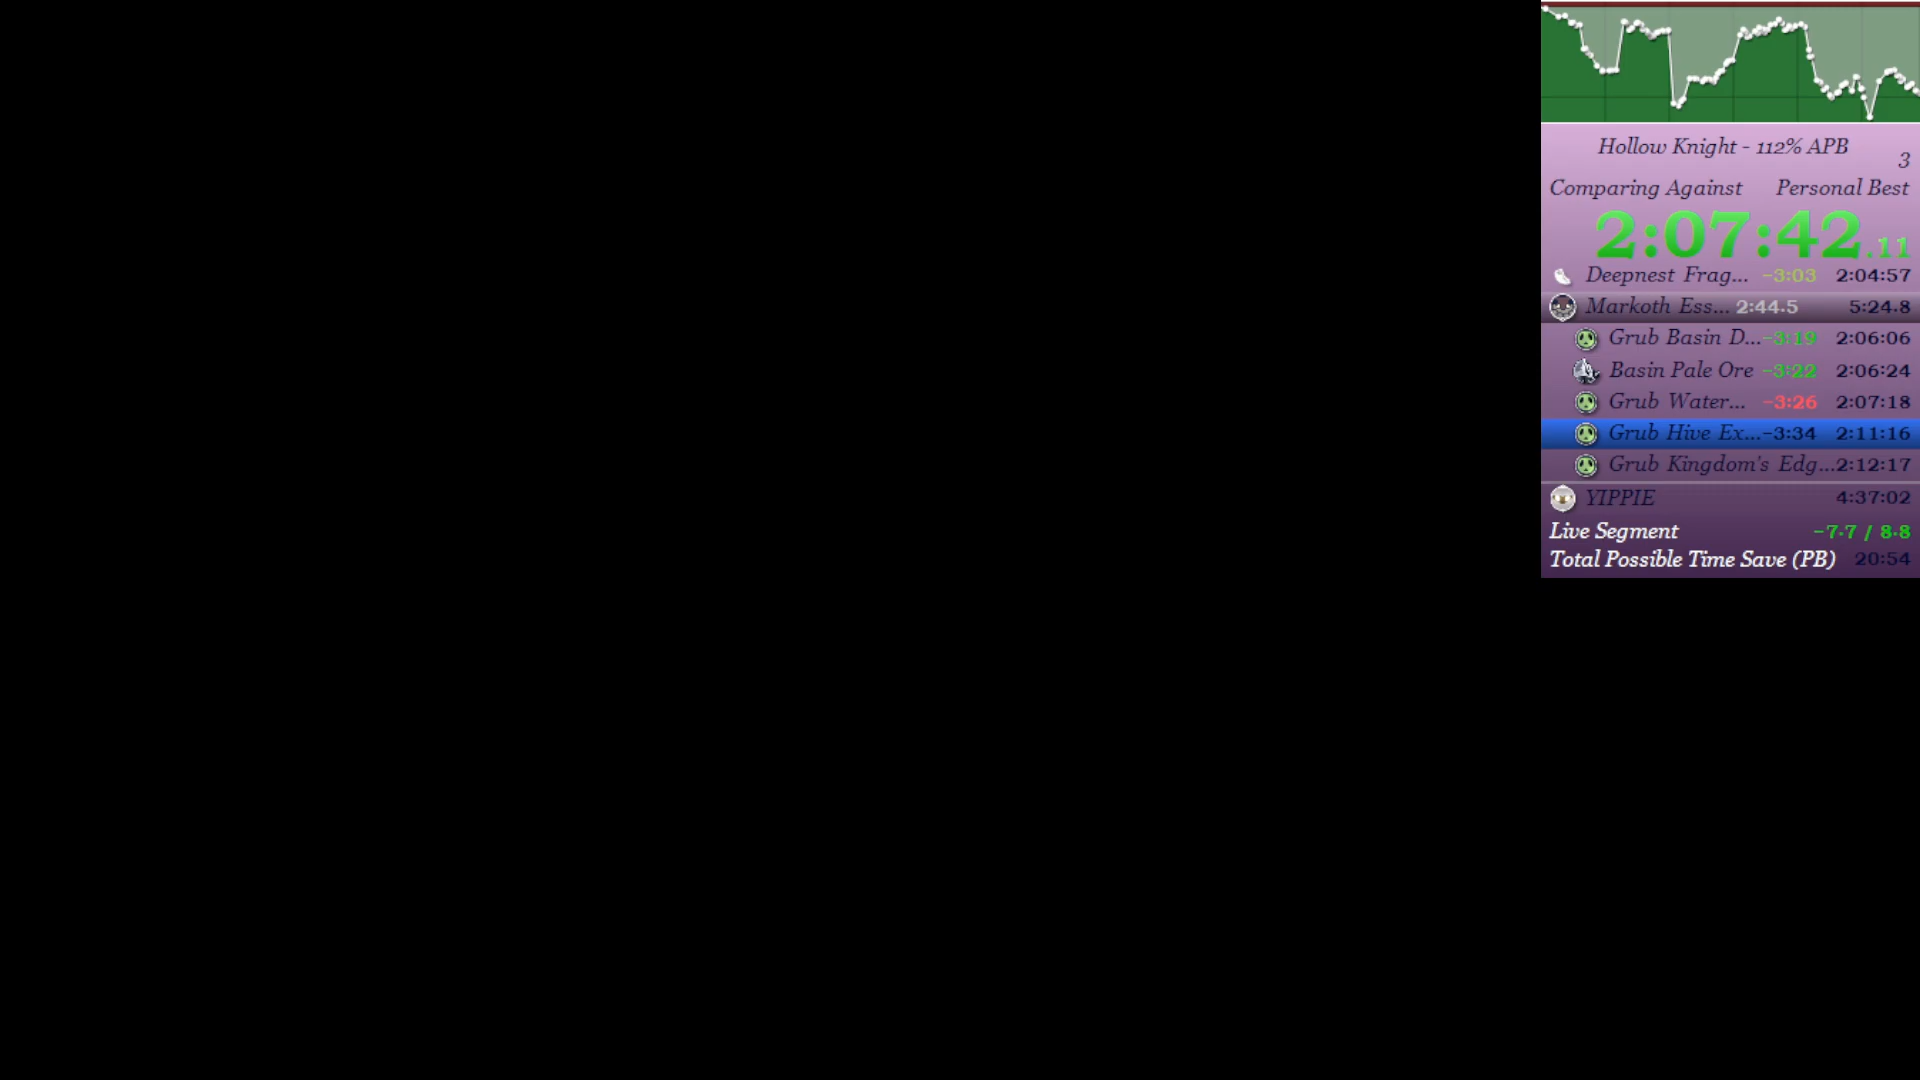 Hollow Knight - 112% APB
3
Comparing Against Personal Best
2:07:42.11
Deepnest Frag... -3:03 2:04:57
Markoth Ess... 2:44.5 5:24.8
Grub Basin D... -3:19 2:06:06
Basin Pale Ore -3:22 2:06:24
Grub Water... -3:26 2:07:18
Grub Hive Ex... -3:34 2:11:16
Grub Kingdom's Edg... 2:12:17
YIPPIE 4:37:02
Live Segment -7.7 / 8.8
Total Possible Time Save (PB) 20:54